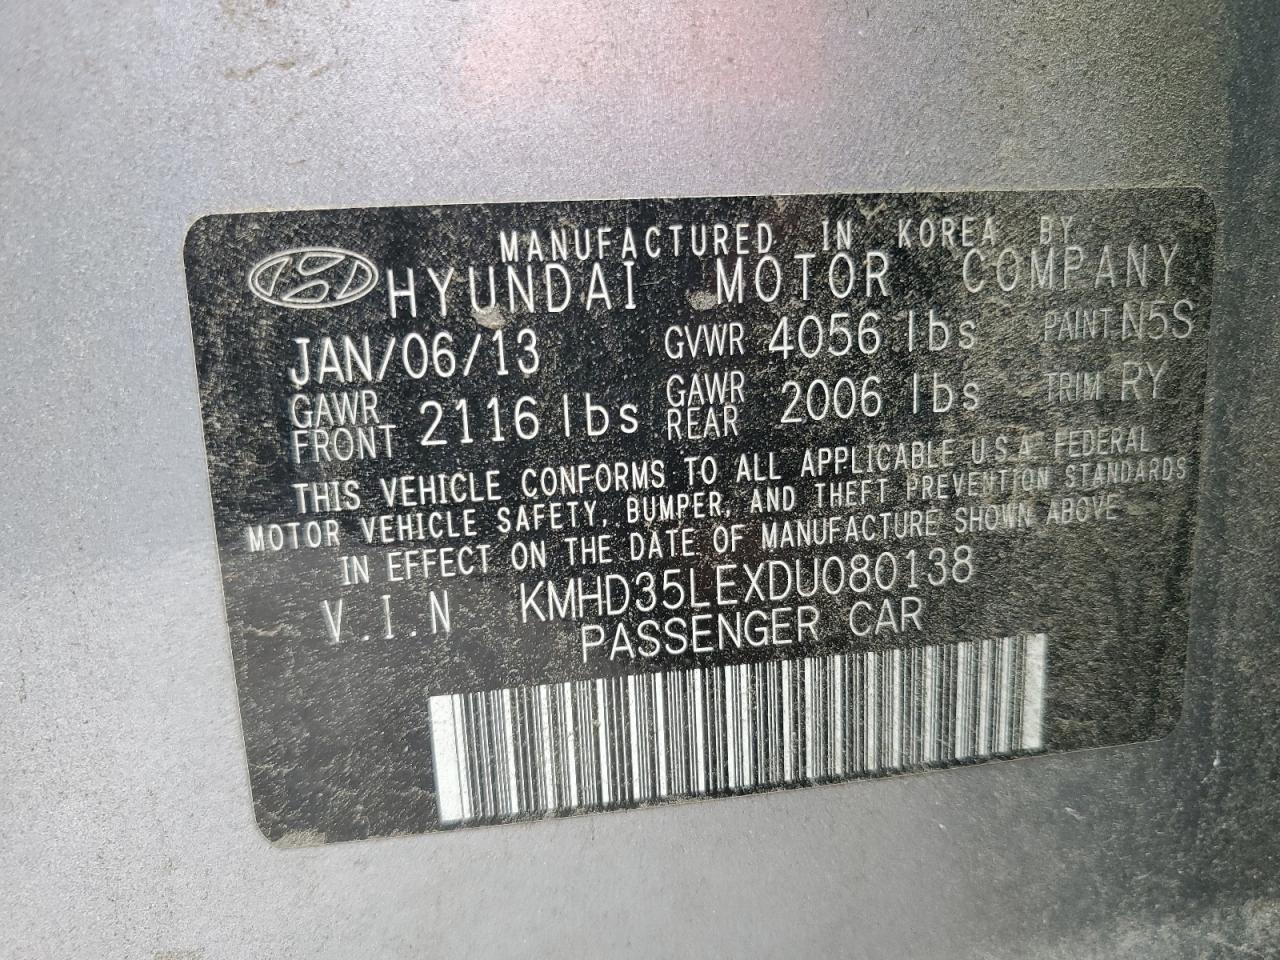 MANUFACTURED IN KOREA BY
HYUNDAI MOTOR COMPANY
JAN/06/13 GVWR 4056 lbs PAINT N5S
GAWR FRONT 2116 lbs GAWR REAR 2006 lbs TRIM RY
THIS VEHICLE CONFORMS TO ALL APPLICABLE U.S.A FEDERAL
MOTOR VEHICLE SAFETY, BUMPER, AND THEFT PREVENTION STANDARDS
IN EFFECT ON THE DATE OF MANUFACTURE SHOWN ABOVE
V.I.N KMHD35LEXDU080138
PASSENGER CAR